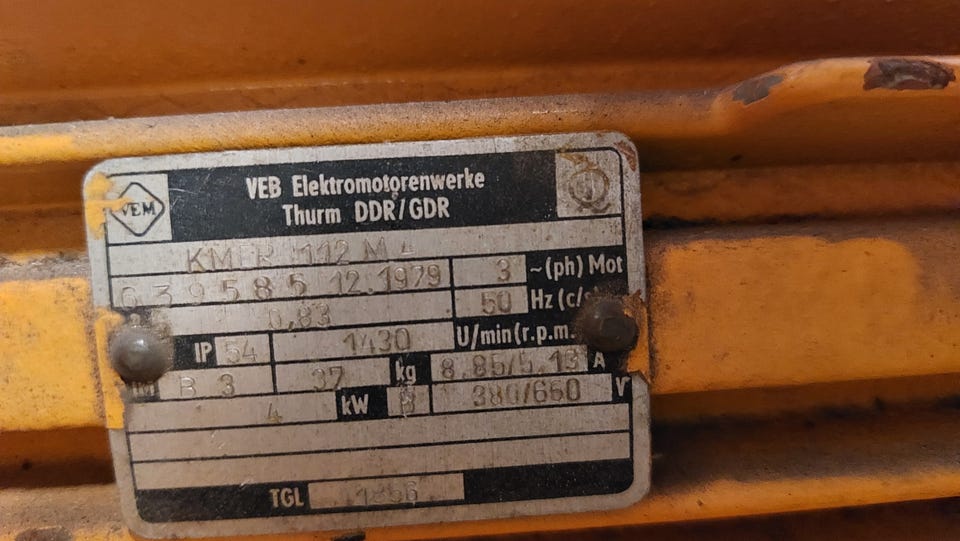 VEM
VEB Elektromotorenwerke
Thurm DDR/GDR
KMER 112 M 4
039585 12.1979 3 ~(ph) Mot
0,83 50 Hz (c/s)
IP 54 1430 U/min(r.p.m.
B 3 37 kg 8.85/5.13 A
4 kW 380/660 V
TGL